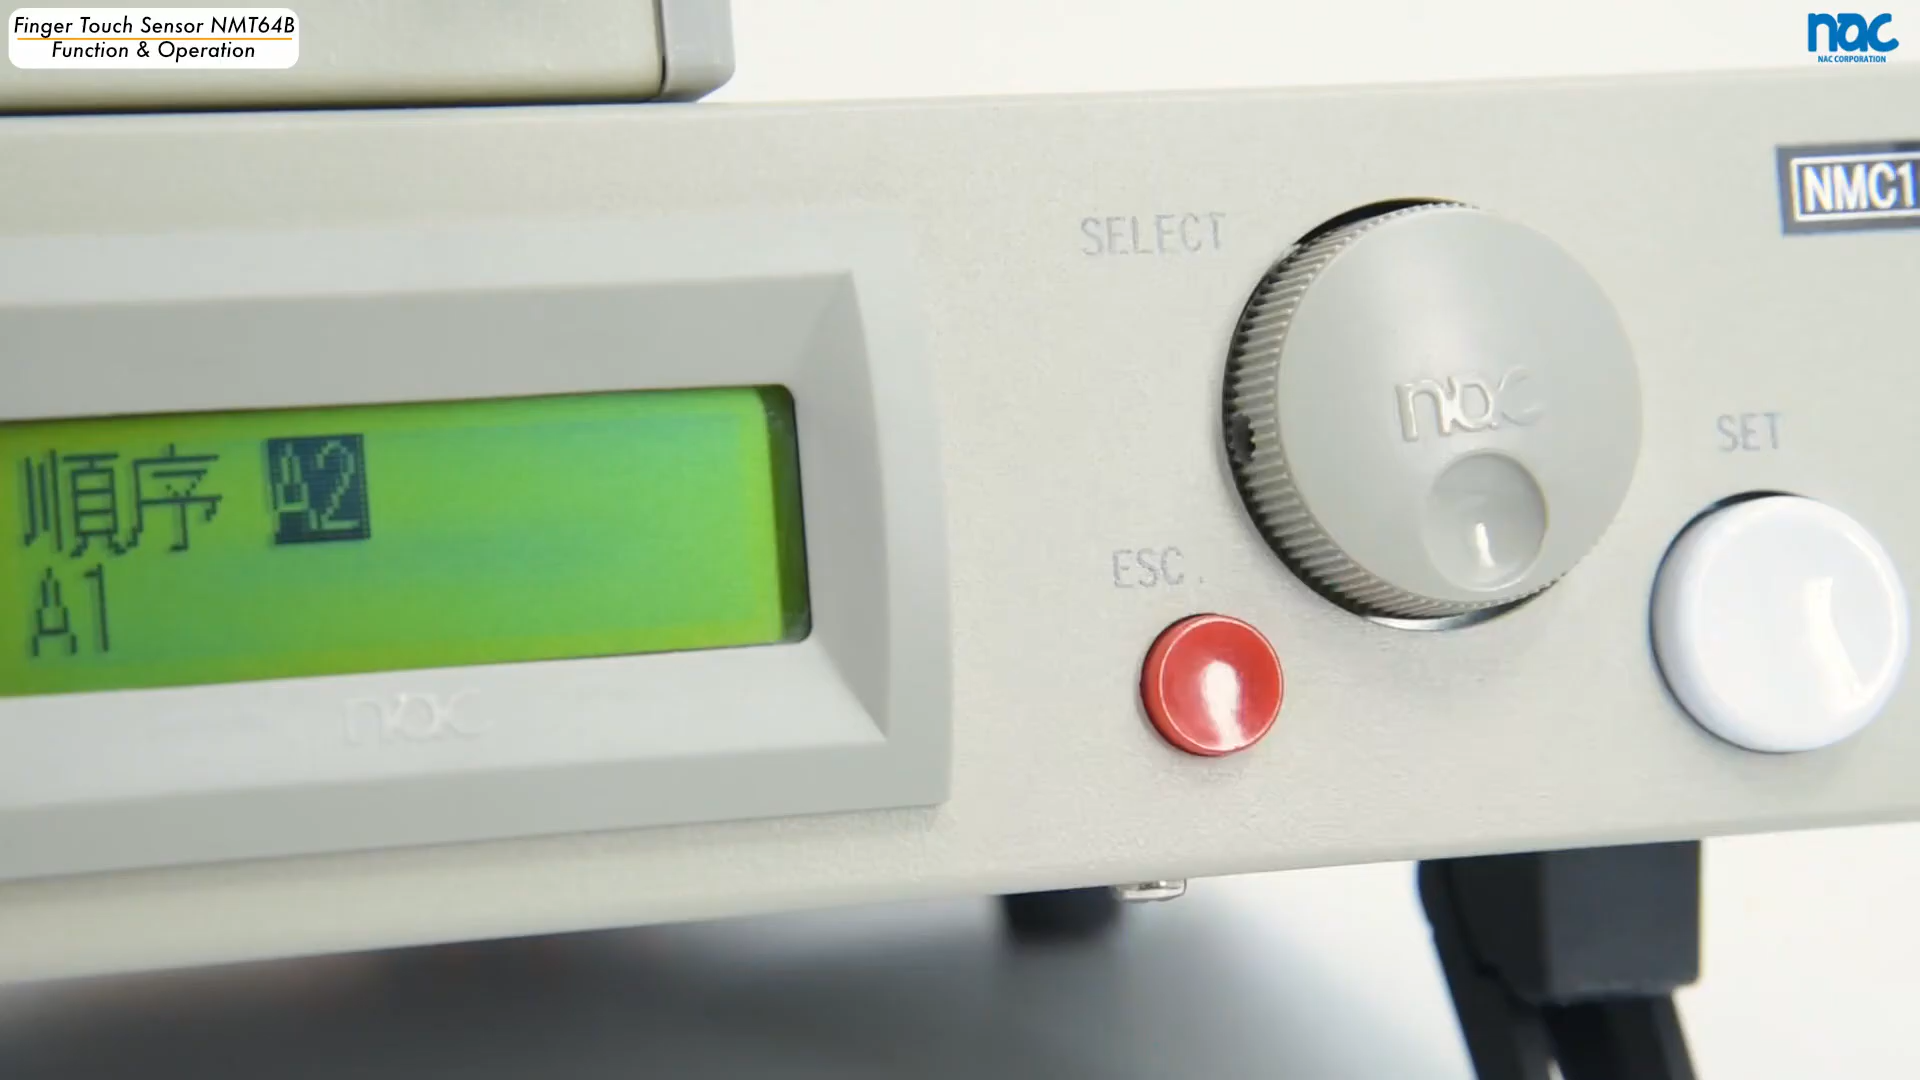 Finger Touch Sensor NMT64B
Function & Operation
nac
NAC CORPORATION
NMC1
SELECT
nac
SET
順序 A2
A1
ESC.
nac